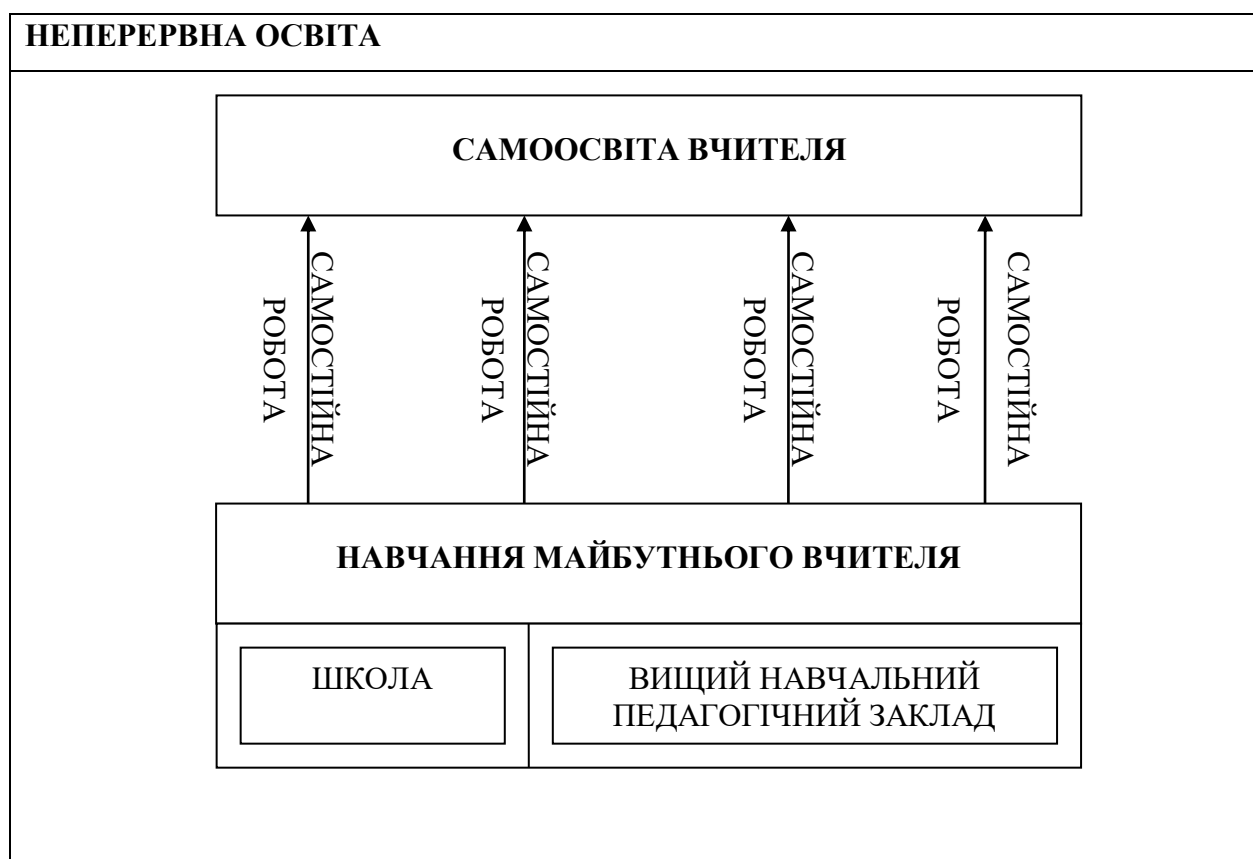 НЕПЕРЕРВНА ОСВІТА
САМООСВІТА ВЧИТЕЛЯ
САМОСТІЙНА
РОБОТА
САМОСТІЙНА
РОБОТА
САМОСТІЙНА
РОБОТА
САМОСТІЙНА
РОБОТА
НАВЧАННЯ МАЙБУТНЬОГО ВЧИТЕЛЯ
ШКОЛА
ВИЩИЙ НАВЧАЛЬНИЙ
ПЕДАГОГІЧНИЙ ЗАКЛАД